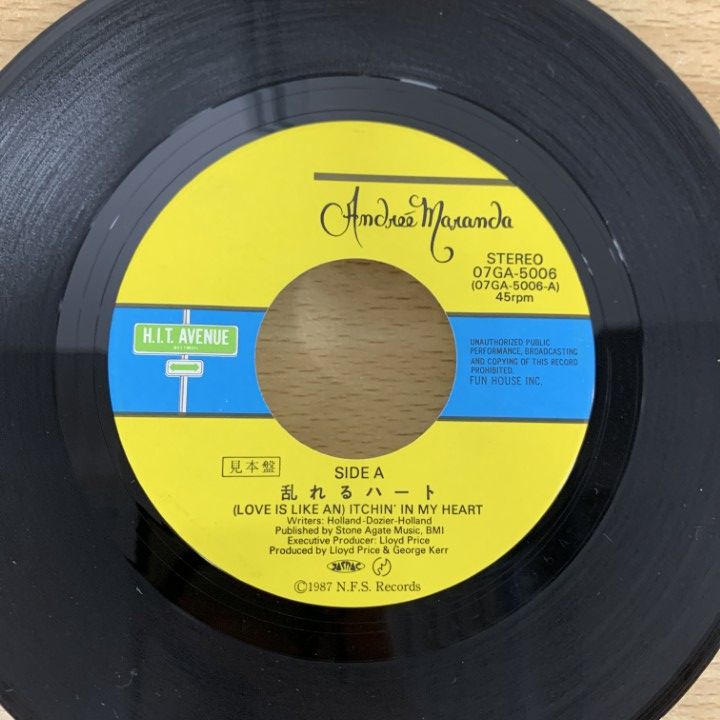 Andreé Maranda
STEREO
07GA-5006
(07GA-5006-A)
45rpm
H.I.T. AVENUE
UNAUTHORIZED PUBLIC
PERFORMANCE, BROADCASTING
AND COPYING OF THIS RECORD
PROHIBITED.
FUN HOUSE INC.
見本盤
SIDE A
乱れるハート
(LOVE IS LIKE AN) ITCHIN' IN MY HEART
Writers: Holland-Dozier-Holland
Published by Stone Agate Music, BMI
Executive Producer: Lloyd Price
Produced by Lloyd Price & George Kerr
JASRAC
©1987 N.F.S. Records